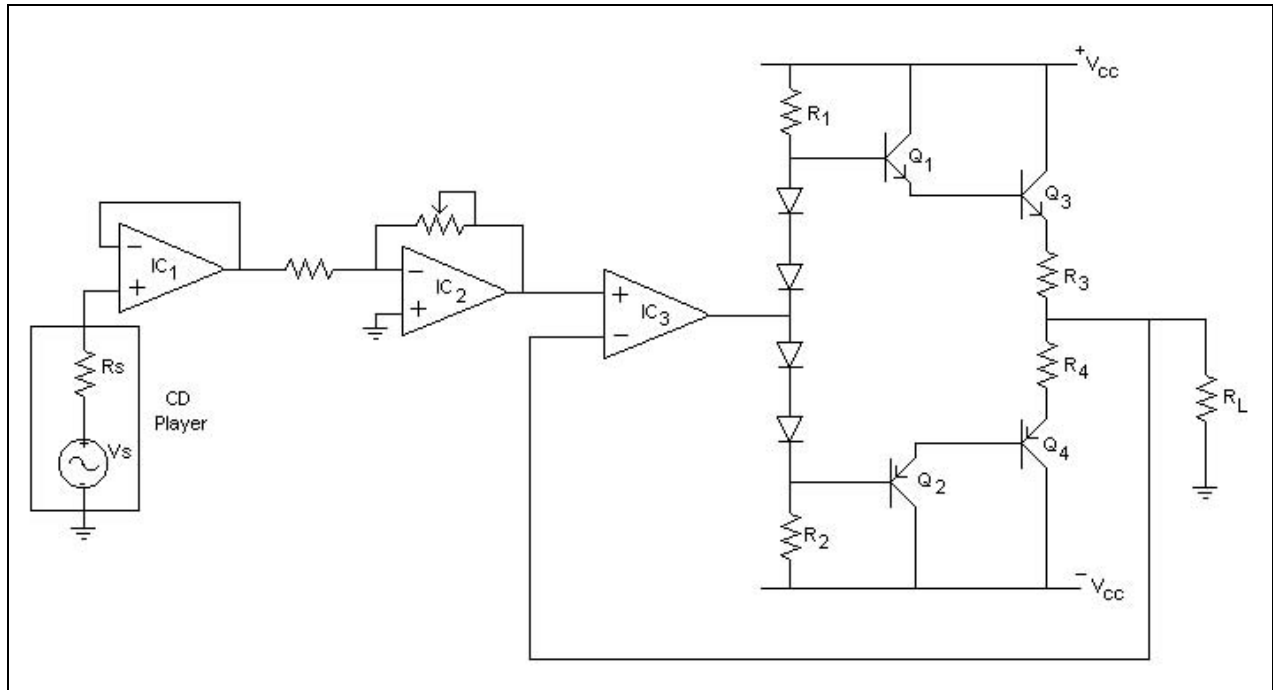 +Vcc
R1
Q1
Q3
IC1
- +
IC2
- +
IC3
+ -
R3
Rs
CD
Player
Vs
+ -
R4
RL
Q4
Q2
R2
-Vcc